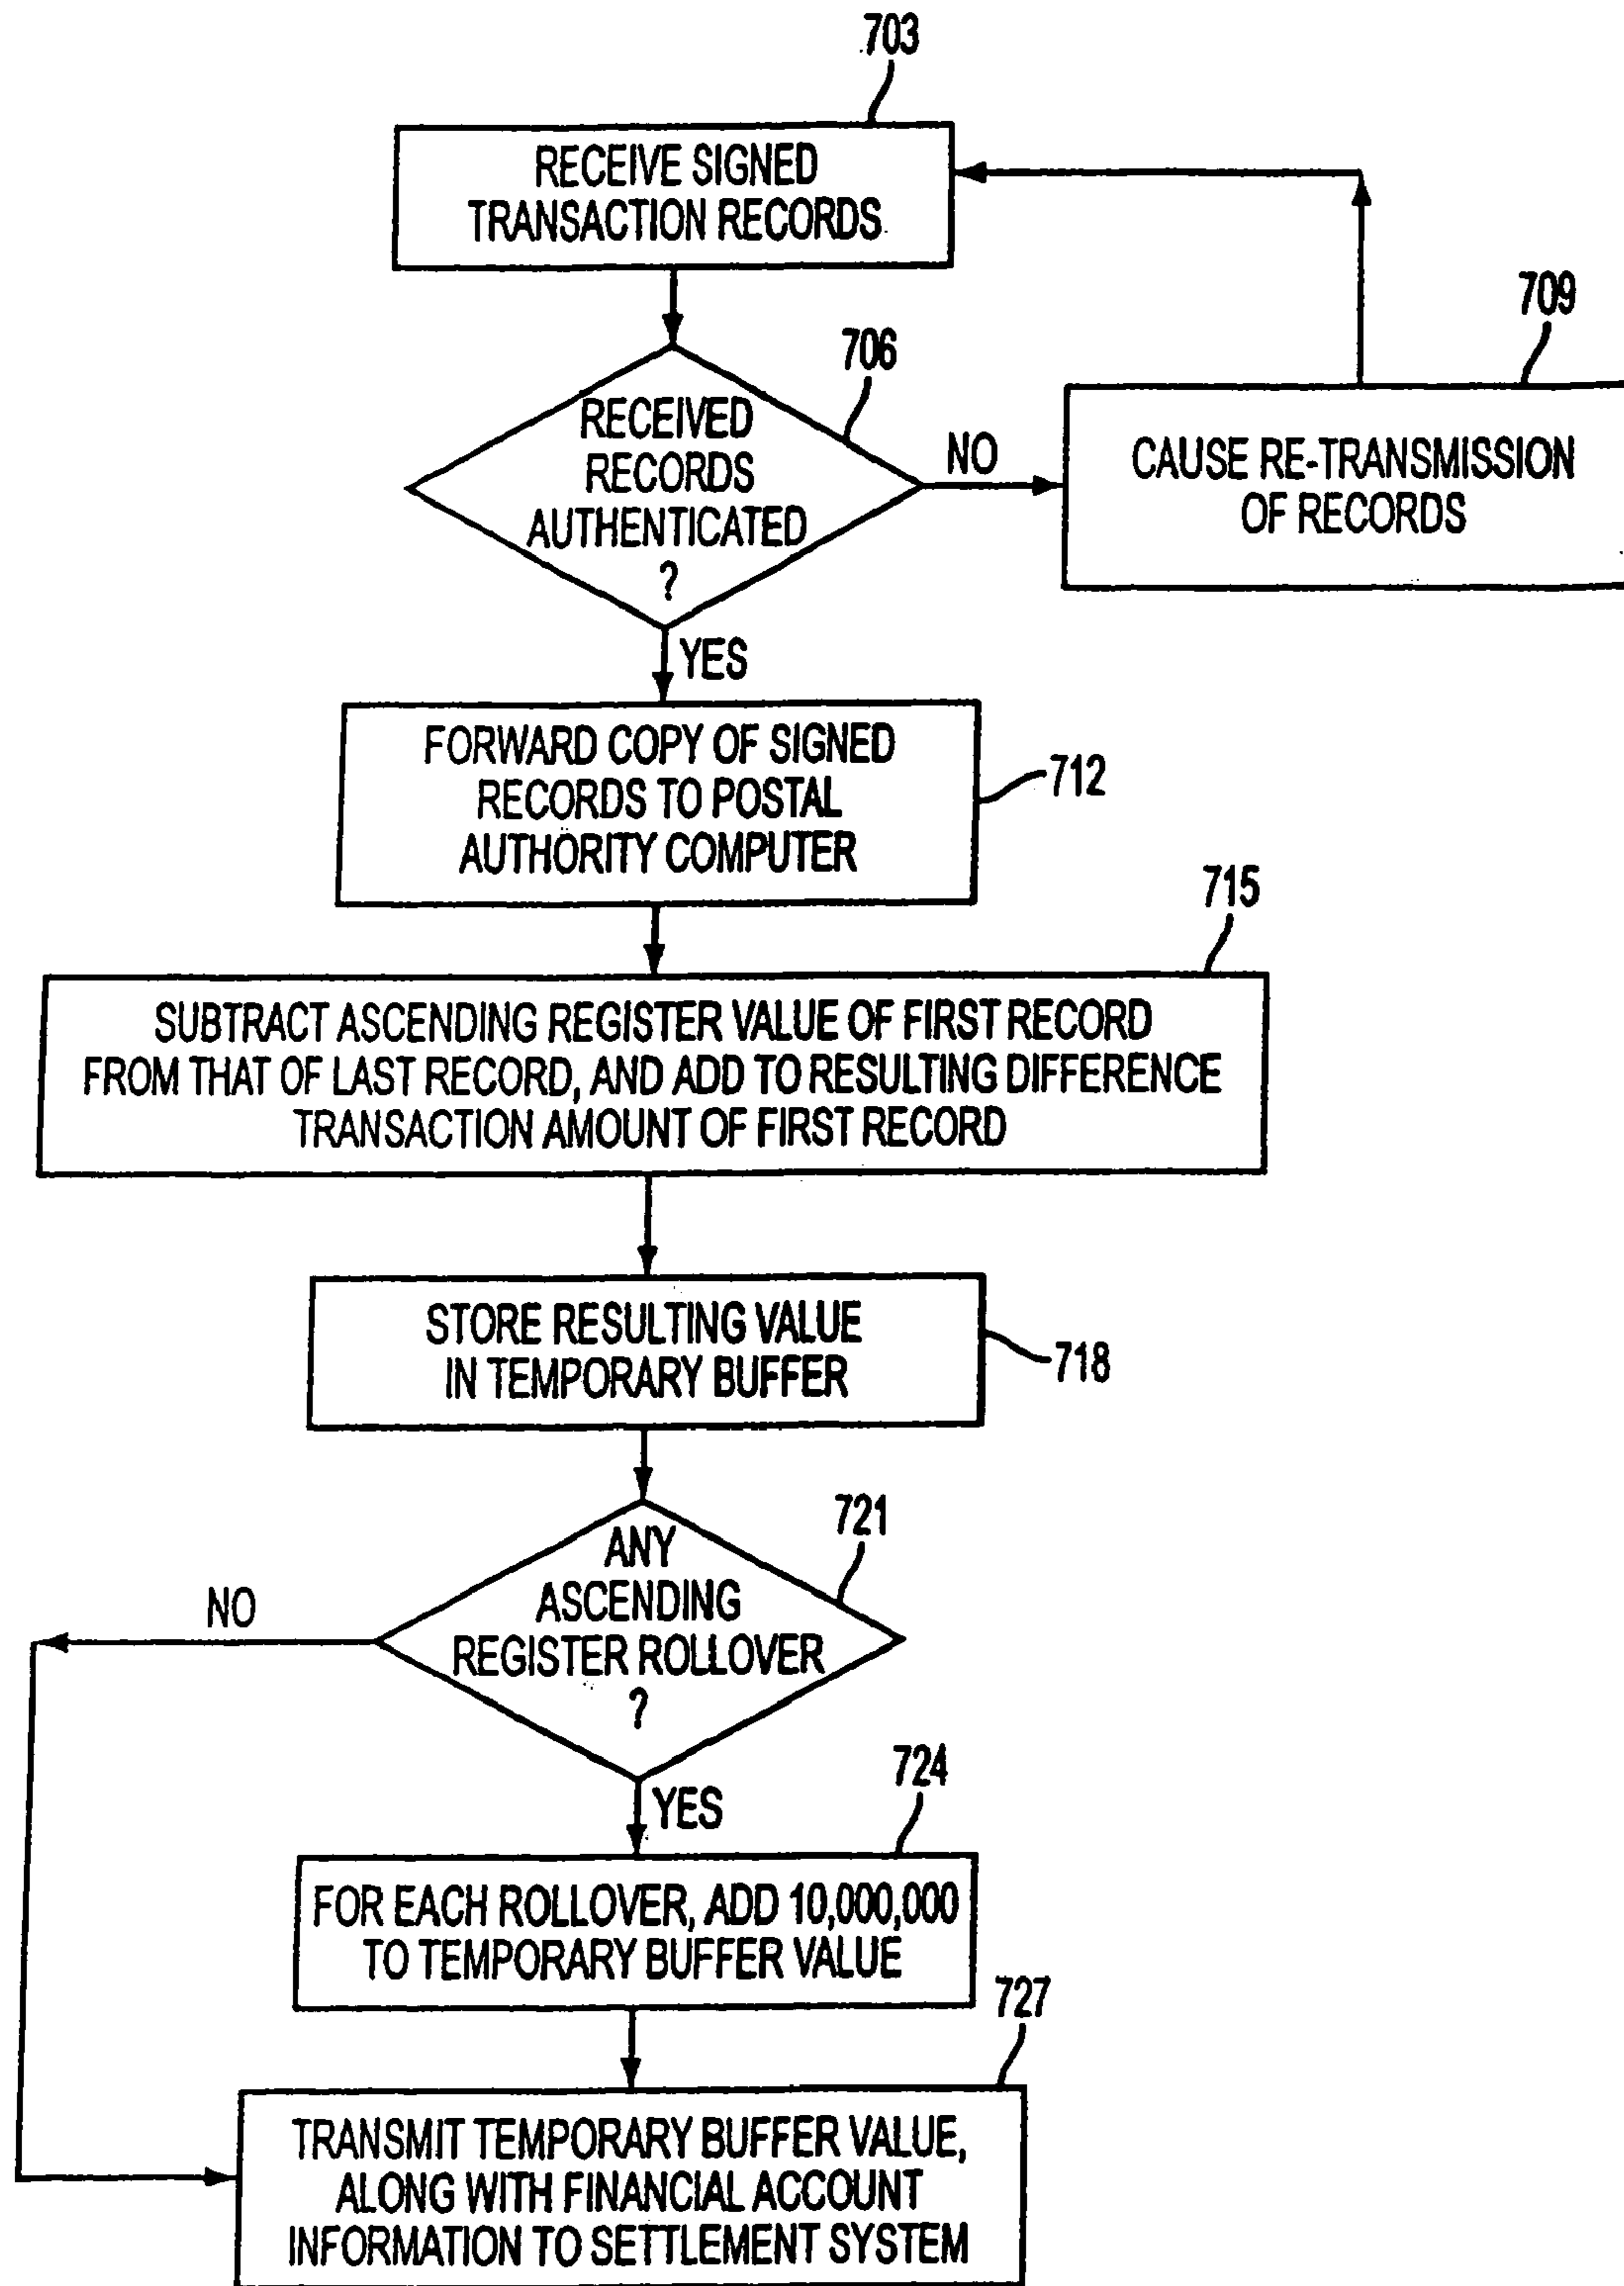 703
RECEIVE SIGNED
TRANSACTION RECORDS
706
RECEIVED
RECORDS
AUTHENTICATED
?
NO
709
CAUSE RE-TRANSMISSION
OF RECORDS
YES
FORWARD COPY OF SIGNED
RECORDS TO POSTAL
AUTHORITY COMPUTER
712
715
SUBTRACT ASCENDING REGISTER VALUE OF FIRST RECORD
FROM THAT OF LAST RECORD, AND ADD TO RESULTING DIFFERENCE
TRANSACTION AMOUNT OF FIRST RECORD
STORE RESULTING VALUE
IN TEMPORARY BUFFER
718
721
ANY
ASCENDING
REGISTER ROLLOVER
?
NO
YES
724
FOR EACH ROLLOVER, ADD 10,000,000
TO TEMPORARY BUFFER VALUE
727
TRANSMIT TEMPORARY BUFFER VALUE,
ALONG WITH FINANCIAL ACCOUNT
INFORMATION TO SETTLEMENT SYSTEM